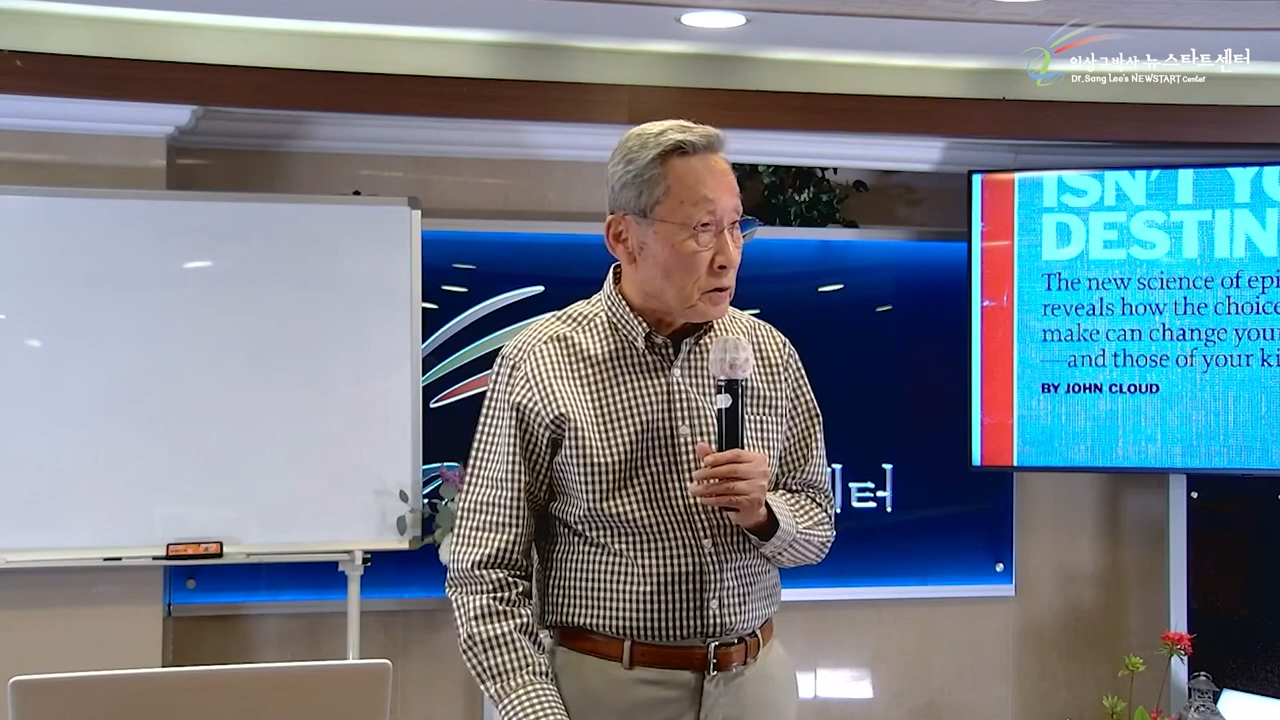 이상구박사 뉴스타트센터
Dr. Sang Lee's NEWSTART Center
ISN'T YO
DESTIN
The new science of epi
reveals how the choice
make can change your
—and those of your ki
BY JOHN CLOUD
터